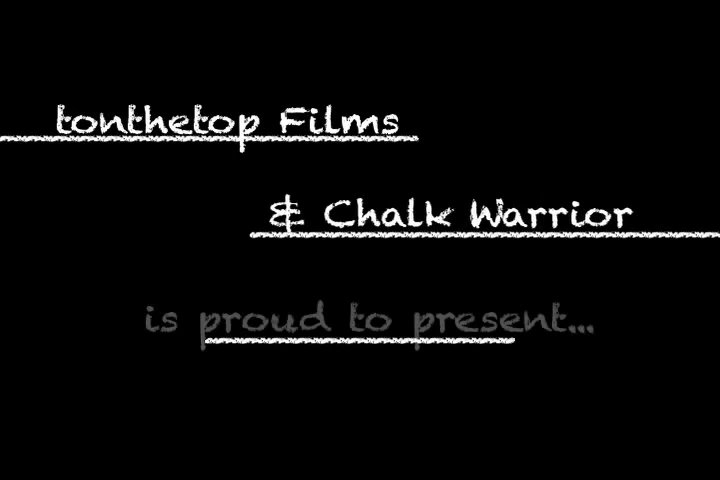 tonthetop Films
& Chalk Warrior
is proud to present...